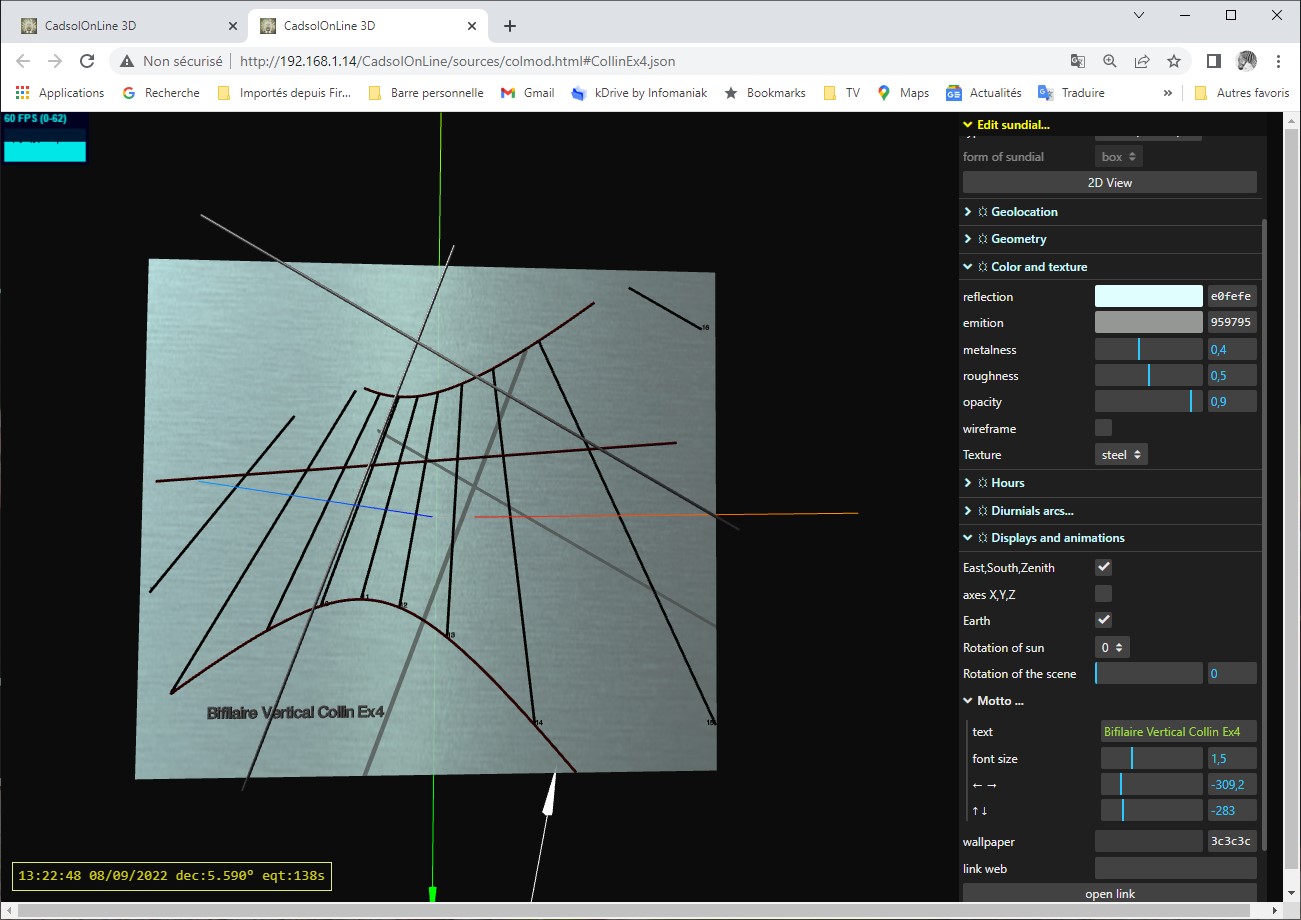 CadsolOnLine 3D
CadsolOnLine 3D
Non sécurisé http://192.168.1.14/CadsolOnLine/sources/colmod.html#CollinEx4.json
Applications Recherche Importés depuis Fir... Barre personnelle Gmail kDrive by Infomaniak Bookmarks TV Maps Actualités Traduire » Autres favoris
60 FPS (0-62)
Edit sundial...
form of sundial box
2D View
Geolocation
Geometry
Color and texture
reflection e0fefe
emition 959795
metalness 0,4
roughness 0,5
opacity 0,9
wireframe
Texture steel
Hours
Diurnials arcs...
Displays and animations
East,South,Zenith
axes X,Y,Z
Earth
Rotation of sun 0
Rotation of the scene 0
Motto ...
text Bifilaire Vertical Collin Ex4
font size 1,5
← → -309,2
↑↓ -283
wallpaper 3c3c3c
link web
open link
16
12
13
14
15
Bifilaire Vertical Collin Ex4
13:22:48 08/09/2022 dec:5.590° eqt:138s